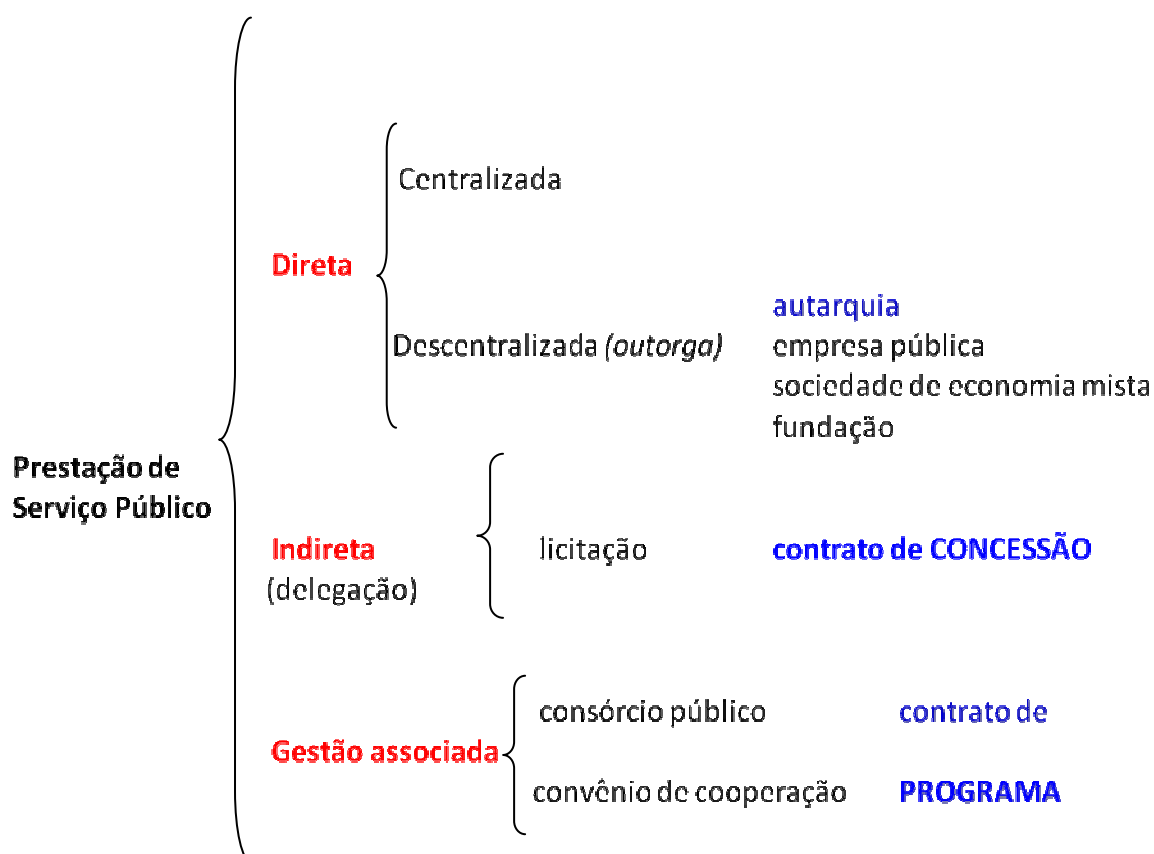 Centralizada
Direta
autarquia
Descentralizada (outorga)
empresa pública
sociedade de economia mista
fundação
Prestação de
Serviço Público
Indireta
(delegação)
licitação
contrato de CONCESSÃO
consórcio público
contrato de
Gestão associada
convênio de cooperação
PROGRAMA